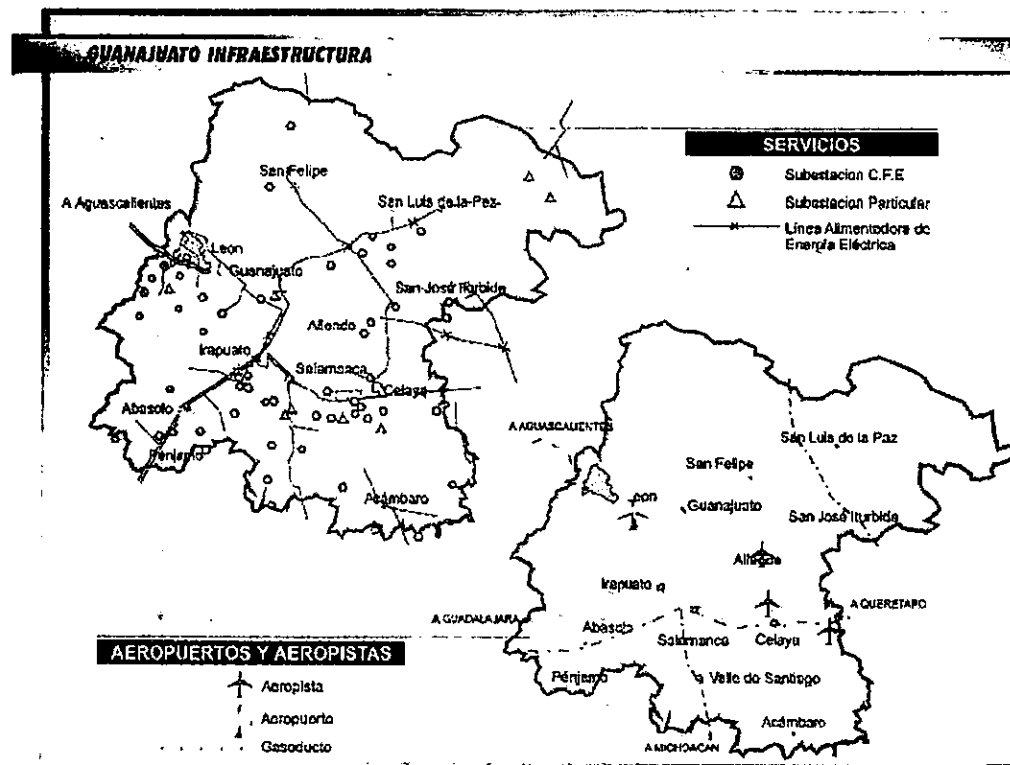 GUANAJUATO INFRAESTRUCTURA
SERVICIOS
Subestacion C.F.E
Subestacion Particular
Línea Alimentadora de
Energía Eléctrica
San Felipe
San Luis de la Paz
A Aguascalientes
León
Guanajuato
San José Iturbide
Allende
Irapuato
Salamanca
Celaya
Abasolo
Pénjamo
Acámbaro
A AGUASCALIENTES
San Luis de la Paz
San Felipe
eon
Guanajuato
San José Iturbide
Allende
Irapuato
A QUERETARO
A GUADALAJARA
Abasolo
Salamanca
Celaya
Pénjamo
Valle de Santiago
Acámbaro
A MICHOACAN
AEROPUERTOS Y AEROPISTAS
Aeropista
Aeropuerto
Gasoducto